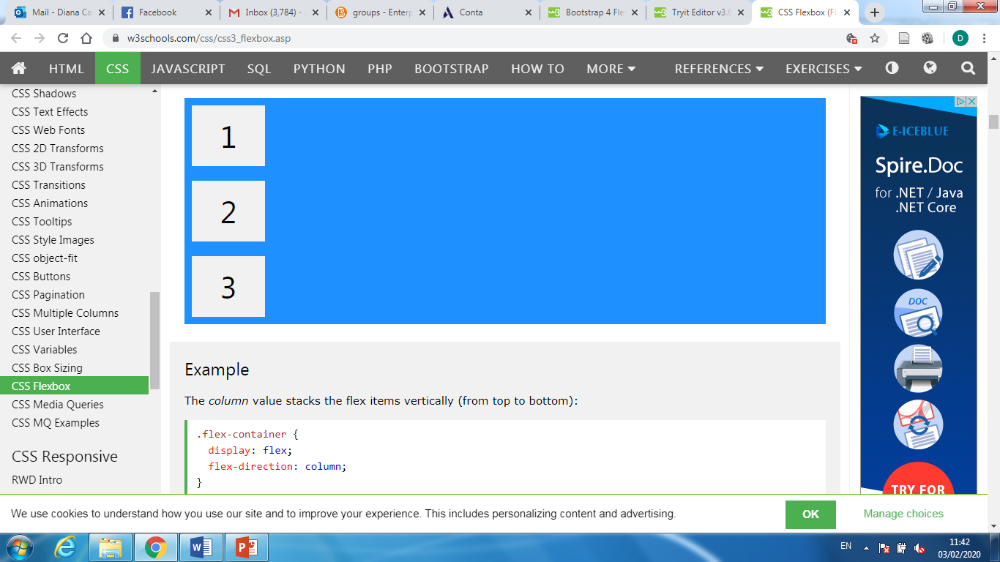 Mail - Diana Ca
Facebook
Inbox (3,784) -
groups - Enterp
Conta
Bootstrap 4 Fle
Tryit Editor v3.6
CSS Flexbox (Fl
w3schools.com/css/css3_flexbox.asp
D
HTML CSS JAVASCRIPT SQL PYTHON PHP BOOTSTRAP HOW TO MORE REFERENCES EXERCISES
CSS Shadows
CSS Text Effects
CSS Web Fonts
CSS 2D Transforms
CSS 3D Transforms
CSS Transitions
CSS Animations
CSS Tooltips
CSS Style Images
CSS object-fit
CSS Buttons
CSS Pagination
CSS Multiple Columns
CSS User Interface
CSS Variables
CSS Box Sizing
CSS Flexbox
CSS Media Queries
CSS MQ Examples
CSS Responsive
RWD Intro
1
2
3
Example
The column value stacks the flex items vertically (from top to bottom):
.flex-container {
display: flex;
flex-direction: column;
}
E-ICEBLUE
Spire.Doc
for .NET / Java
.NET Core
DOC
TRY FOR
We use cookies to understand how you use our site and to improve your experience. This includes personalizing content and advertising.
OK
Manage choices
EN
11:42
03/02/2020